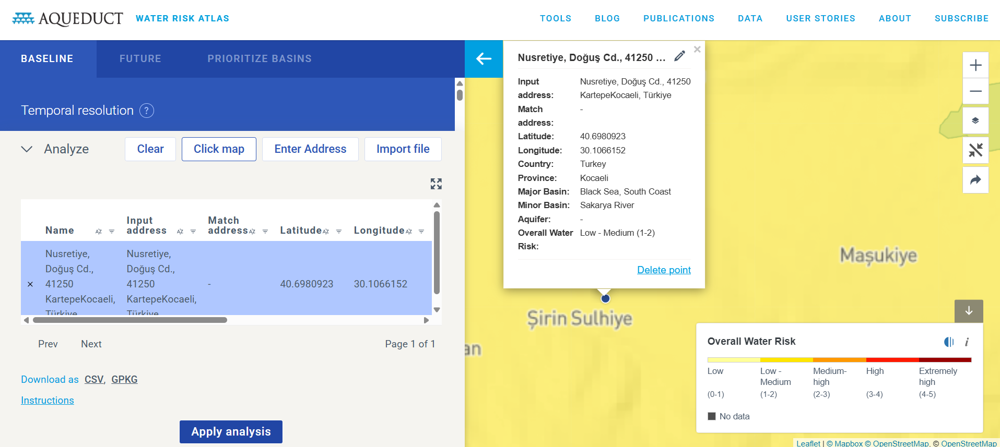 AQUEDUCT WATER RISK ATLAS TOOLS BLOG PUBLICATIONS DATA USER STORIES ABOUT SUBSCRIBE
BASELINE FUTURE PRIORITIZE BASINS
Temporal resolution ?
Analyze Clear Click map Enter Address Import file
Name Input address Match address Latitude Longitude
Nusretiye,
Doğuş Cd.,
41250
KartepeKocaeli,
Türkiye
Nusretiye,
Doğuş Cd.,
41250
KartepeKocaeli,
Türkiye
- 40.6980923 30.1066152
Prev Next Page 1 of 1
Download as CSV, GPKG
Instructions
Apply analysis
Nusretiye, Doğuş Cd., 41250 ...
Input address: Nusretiye, Doğuş Cd., 41250
KartepeKocaeli, Türkiye
Match address: -
Latitude: 40.6980923
Longitude: 30.1066152
Country: Turkey
Province: Kocaeli
Major Basin: Black Sea, South Coast
Minor Basin: Sakarya River
Aquifer: -
Overall Water Risk: Low - Medium (1-2)
Delete point
Maşukiye
Şirin Sulhiye
an
Overall Water Risk i
Low Low - Medium Medium-high High Extremely high
(0-1) (1-2) (2-3) (3-4) (4-5)
No data
Leaflet | © Mapbox © OpenStreetMap, © OpenStreetMap